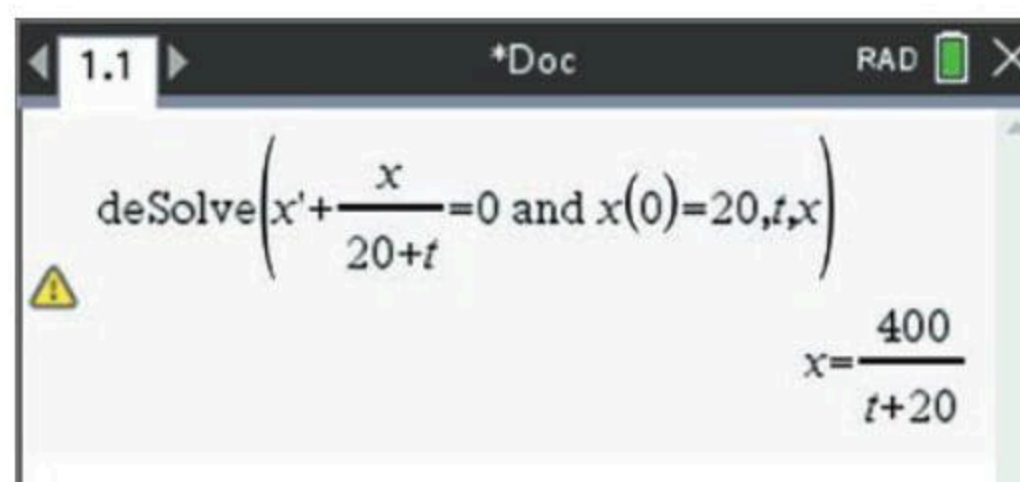 1.1 *Doc RAD
deSolve(x'+x/(20+t)=0 and x(0)=20,t,x)
x=400/(t+20)